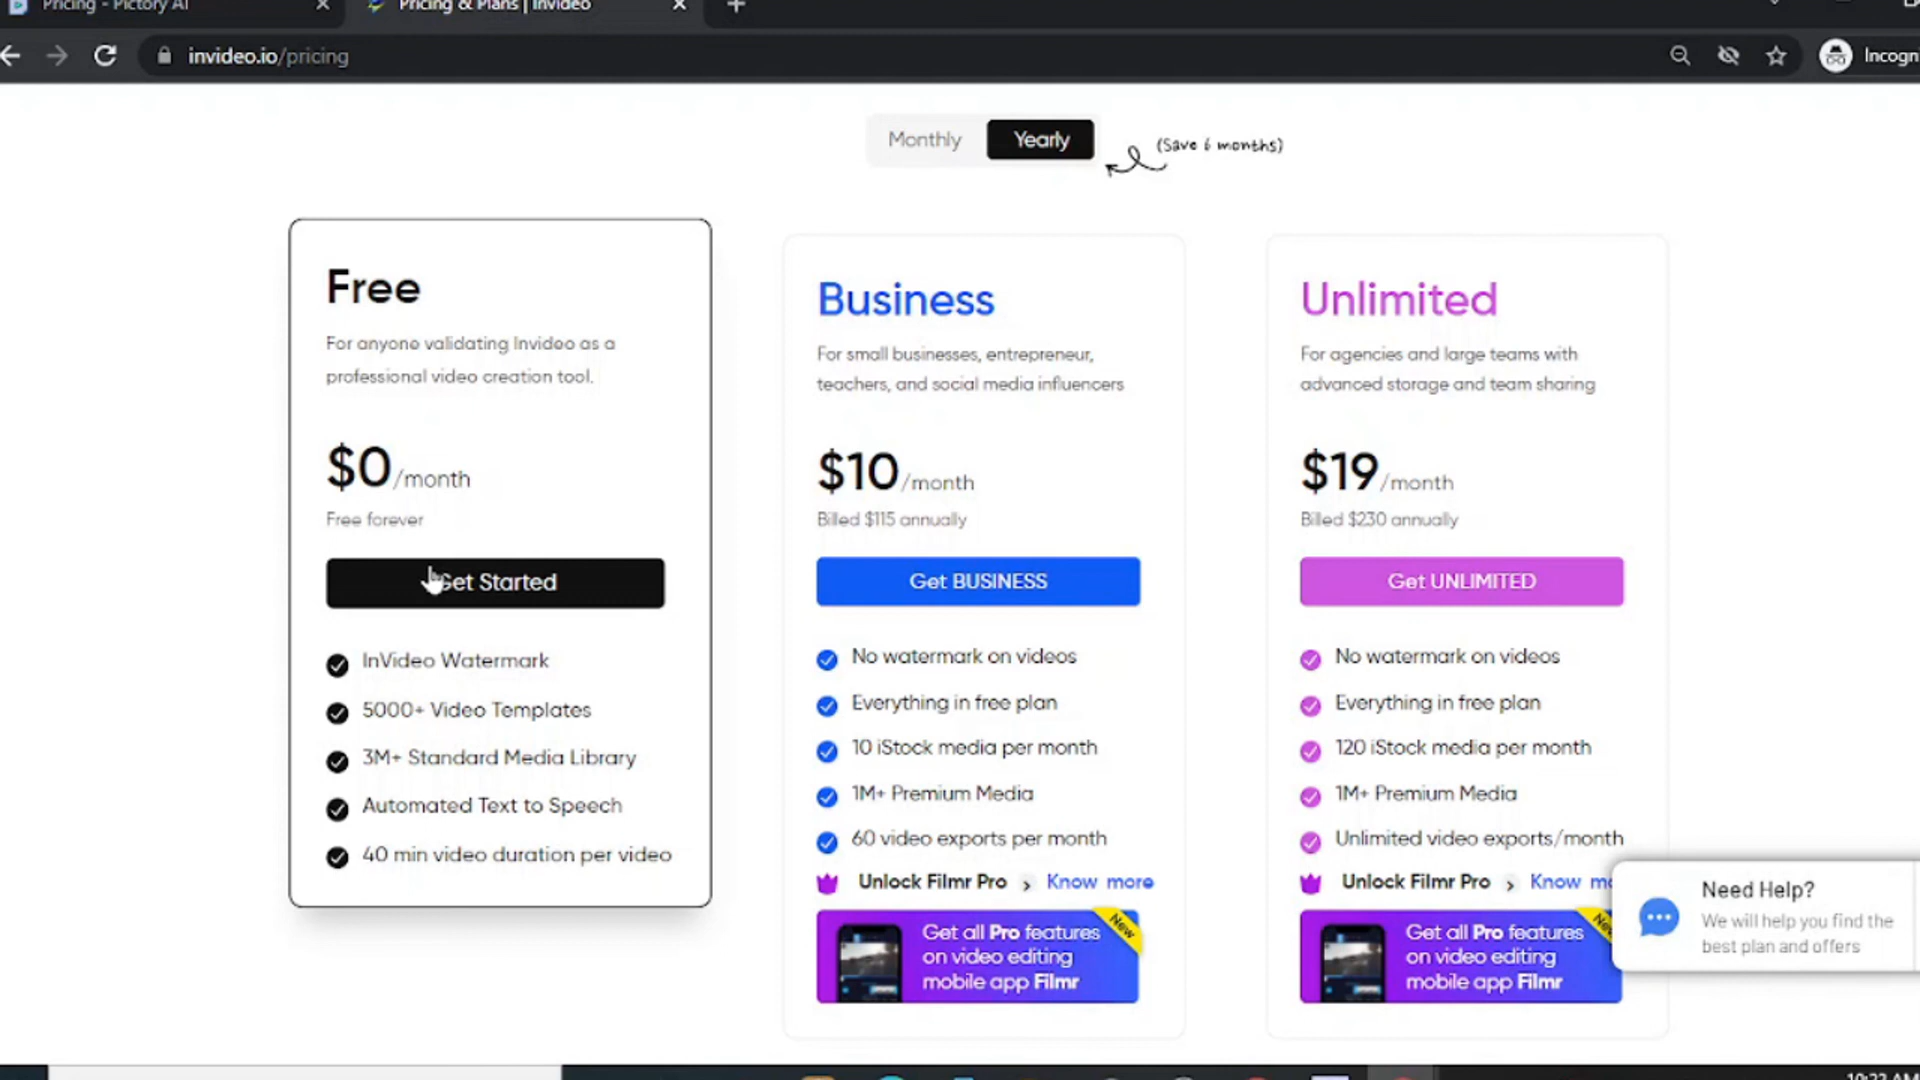 Pricing - Pictory AI
Pricing & Plans | InVideo
invideo.io/pricing
Monthly
Yearly
(Save 6 months)
Free
For anyone validating Invideo as a
professional video creation tool.
$0/month
Free forever
Get Started
InVideo Watermark
5000+ Video Templates
3M+ Standard Media Library
Automated Text to Speech
40 min video duration per video
Business
For small businesses, entrepreneur,
teachers, and social media influencers
$10/month
Billed $115 annually
Get BUSINESS
No watermark on videos
Everything in free plan
10 iStock media per month
1M+ Premium Media
60 video exports per month
Unlock Filmr Pro > Know more
New
Get all Pro features
on video editing
mobile app Filmr
Unlimited
For agencies and large teams with
advanced storage and team sharing
$19/month
Billed $230 annually
Get UNLIMITED
No watermark on videos
Everything in free plan
120 iStock media per month
1M+ Premium Media
Unlimited video exports/month
Unlock Filmr Pro > Know mo
Ne
Get all Pro features
on video editing
mobile app Filmr
Need Help?
We will help you find the
best plan and offers
Incogn